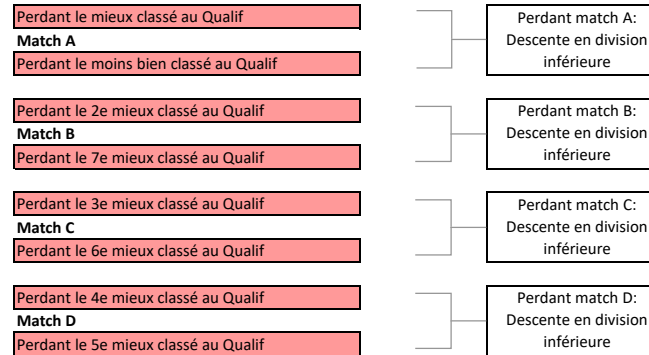 Perdant le mieux classé au Qualif
Match A
Perdant le moins bien classé au Qualif
Perdant match A:
Descente en division
inférieure
Perdant le 2e mieux classé au Qualif
Match B
Perdant le 7e mieux classé au Qualif
Perdant match B:
Descente en division
inférieure
Perdant le 3e mieux classé au Qualif
Match C
Perdant le 6e mieux classé au Qualif
Perdant match C:
Descente en division
inférieure
Perdant le 4e mieux classé au Qualif
Match D
Perdant le 5e mieux classé au Qualif
Perdant match D:
Descente en division
inférieure